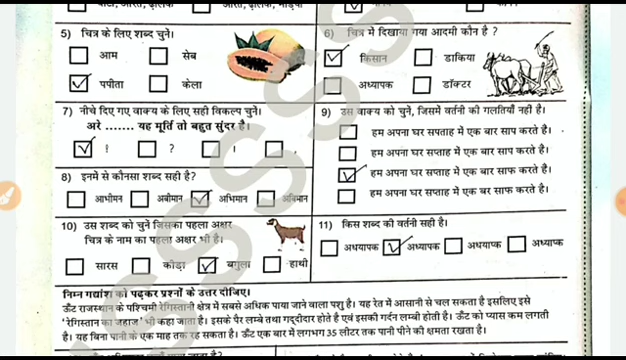 5) चित्र के लिए शब्द चुनें।
आम
सेब
पपीता
केला
6) चित्र में दिखाया गया आदमी कौन है ?
किसान
डाकिया
अध्यापक
डॉक्टर
7) नीचे दिए गए वाक्य के लिए सही विकल्प चुनें।
अरे ....... यह मूर्ति तो बहुत सुंदर है।
!
?
।
,
8) इनमें से कौनसा शब्द सही है?
आभीमन
अबीमान
अभिमान
9) उस वाक्य को चुनें, जिसमें वर्तनी की गलतियाँ नही है।
हम अपना घर सपताह में एक बार साप करते है।
हम अपना घर सप्ताह में एक बार साप करते है।
हम अपना घर सप्ताह में एक बार साफ करते है।
हम अपना घर सप्ताह में एक बर साफ करते है।
10) उस शब्द को चुनें जिसका पहला अक्षर
चित्र के नाम का पहला अक्षर भी है।
सारस
कीड़ा
बगुला
हाथी
11) किस शब्द की वर्तनी सही है।
अधयापक
अध्यापक
अधयाप्क
अध्याप्क
निम्न गद्यांश को पढ़कर प्रश्नों के उत्तर दीजिए।
ऊँट राजस्थान के पश्चिमी रेगिस्तानी क्षेत्र में सबसे अधिक पाया जाने वाला पशु है। यह रेत में आसानी से चल सकता है इसलिए इसे
'रेगिस्तान का जहाज' भी कहा जाता है। इसके पैर लम्बे तथा गद्दीदार होते है एवं इसकी गर्दन लम्बी होती है। ऊँट को प्यास कम लगती
है। यह बिना पानी के एक माह तक रह सकता है। ऊँट एक बार में लगभग 35 लीटर तक पानी पीने की क्षमता रखता है।